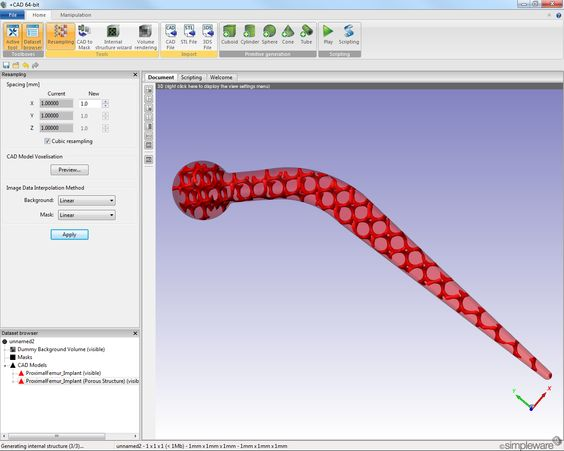 +CAD 64-bit
File Home Manipulation
Active tool Dataset browser Resampling CAD to Mask Internal structure wizard Volume rendering CAD File STL File 3DS File Cuboid Cylinder Sphere Cone Tube Play Scripting
Toolboxes Tools Import Primitive generation Scripting
Resampling
Spacing [mm]
Current New
X 1.00000 1.0
Y 1.00000 1.0
Z 1.00000 1.0
Cubic resampling
CAD Model Voxelisation
Preview...
Image Data Interpolation Method
Background: Linear
Mask: Linear
Apply
Document Scripting Welcome
3D (right click here to display the view settings menu)
Dataset browser
unnamed2
Dummy Background Volume (visible)
Masks
CAD Models
ProximalFemur_Implant (visible)
ProximalFemur_Implant (Porous Structure) (visib
Y X
©simpleware
Generating internal structure (3/3)... unnamed2 - 1 x 1 x 1 (< 1Mb) - 1mm x 1mm x 1mm - 1mm x 1mm x 1mm